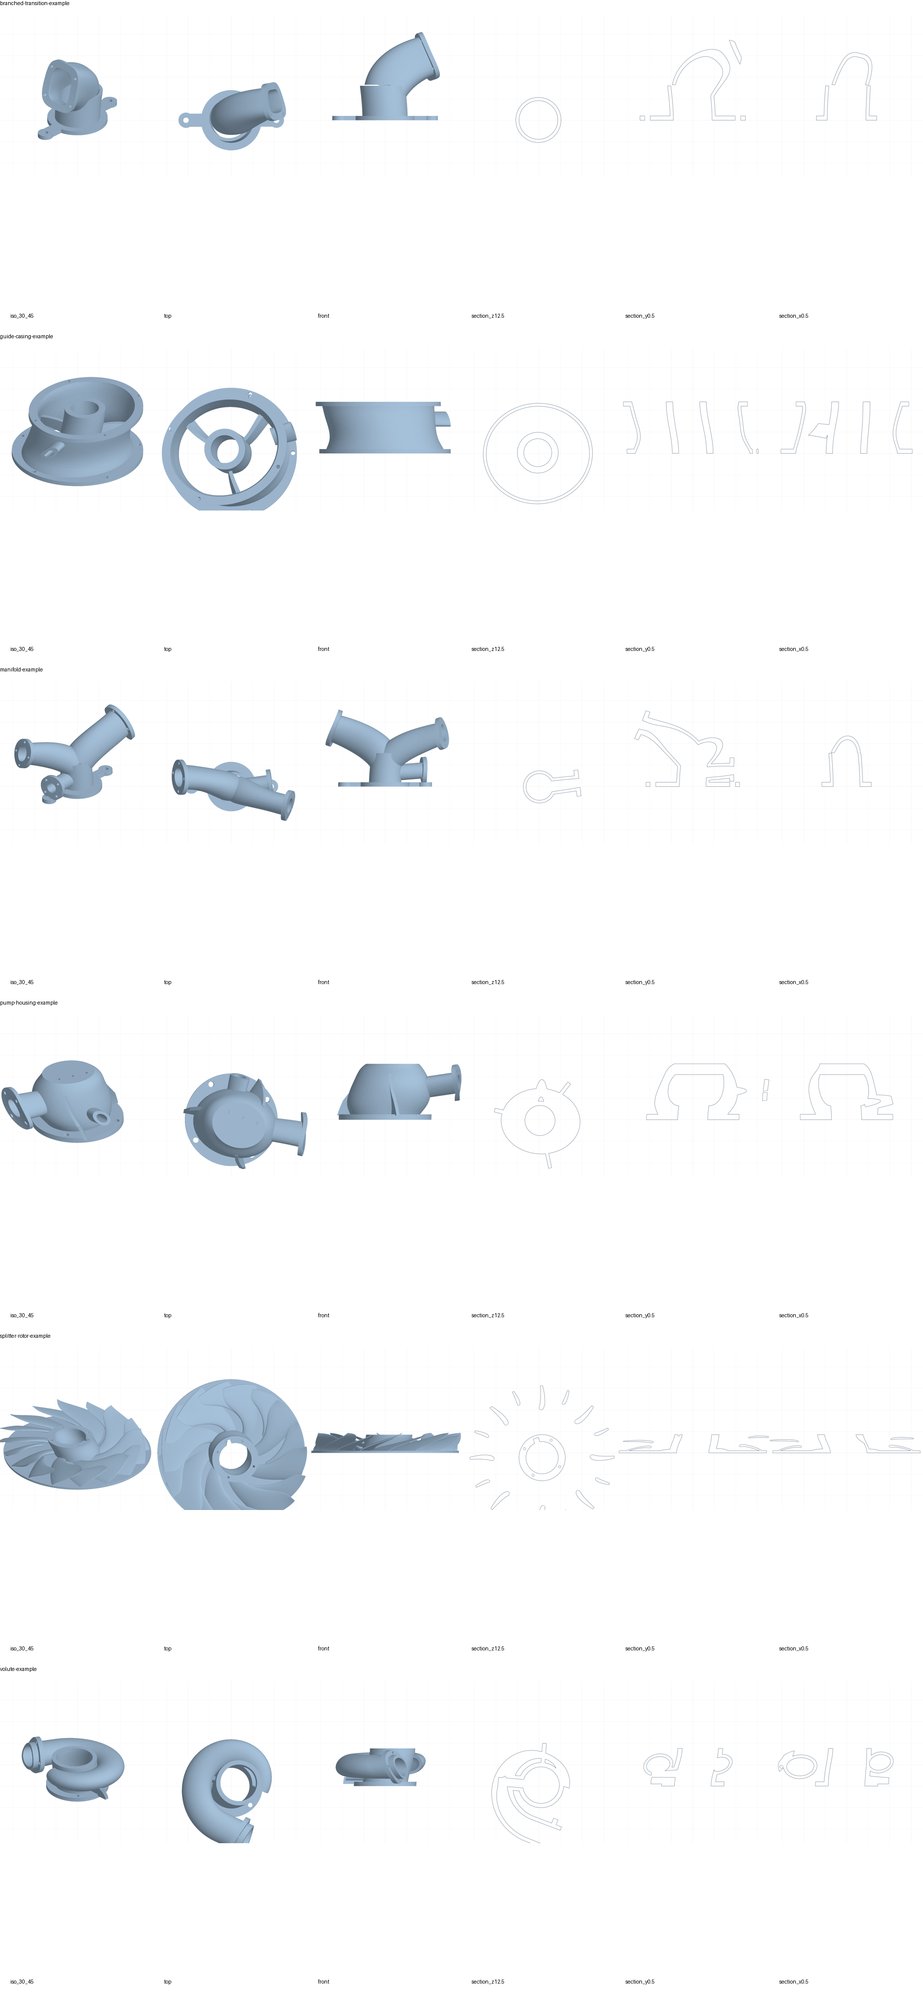 branched-transition-example
iso_30_45 top front section_z12.5 section_y0.5 section_x0.5
guide-casing-example
iso_30_45 top front section_z12.5 section_y0.5 section_x0.5
manifold-example
iso_30_45 top front section_z12.5 section_y0.5 section_x0.5
pump-housing-example
iso_30_45 top front section_z12.5 section_y0.5 section_x0.5
splitter-rotor-example
iso_30_45 top front section_z12.5 section_y0.5 section_x0.5
volute-example
iso_30_45 top front section_z12.5 section_y0.5 section_x0.5